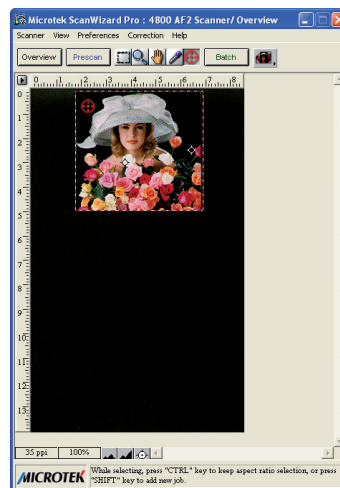 Microtek ScanWizard Pro : 4800 AF2 Scanner/ Overview
Scanner View Preferences Correction Help
Overview Prescan Batch
0 1 2 3 4 5 6 7 8
0
1
2
3
4
5
6
7
8
9
10
11
12
13
35 ppi 100%
MICROTEK
While selecting, press "CTRL" key to keep aspect ratio selection, or press
"SHIFT" key to add new job.